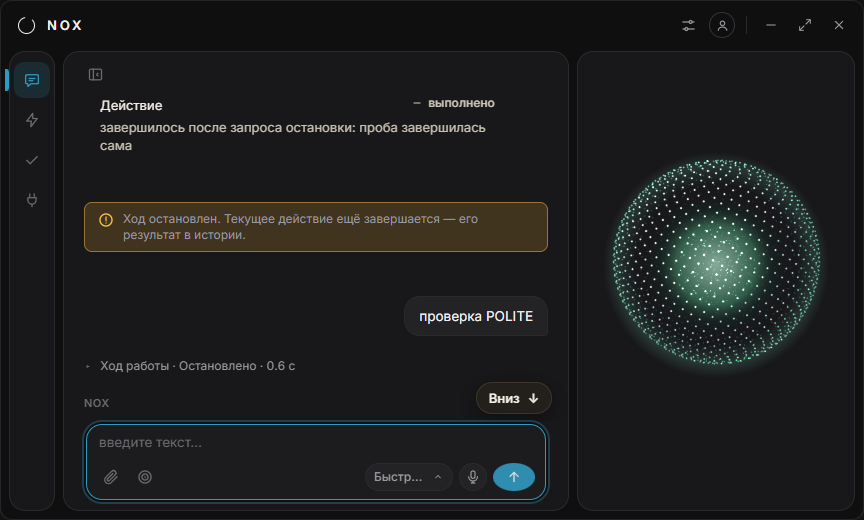 NOX
Действие
— выполнено
завершилось после запроса остановки: проба завершилась
сама
Ход остановлен. Текущее действие ещё завершается — его
результат в истории.
проверка POLITE
Ход работы · Остановлено · 0.6 с
NOX
Вниз ↓
введите текст...
Быстр...